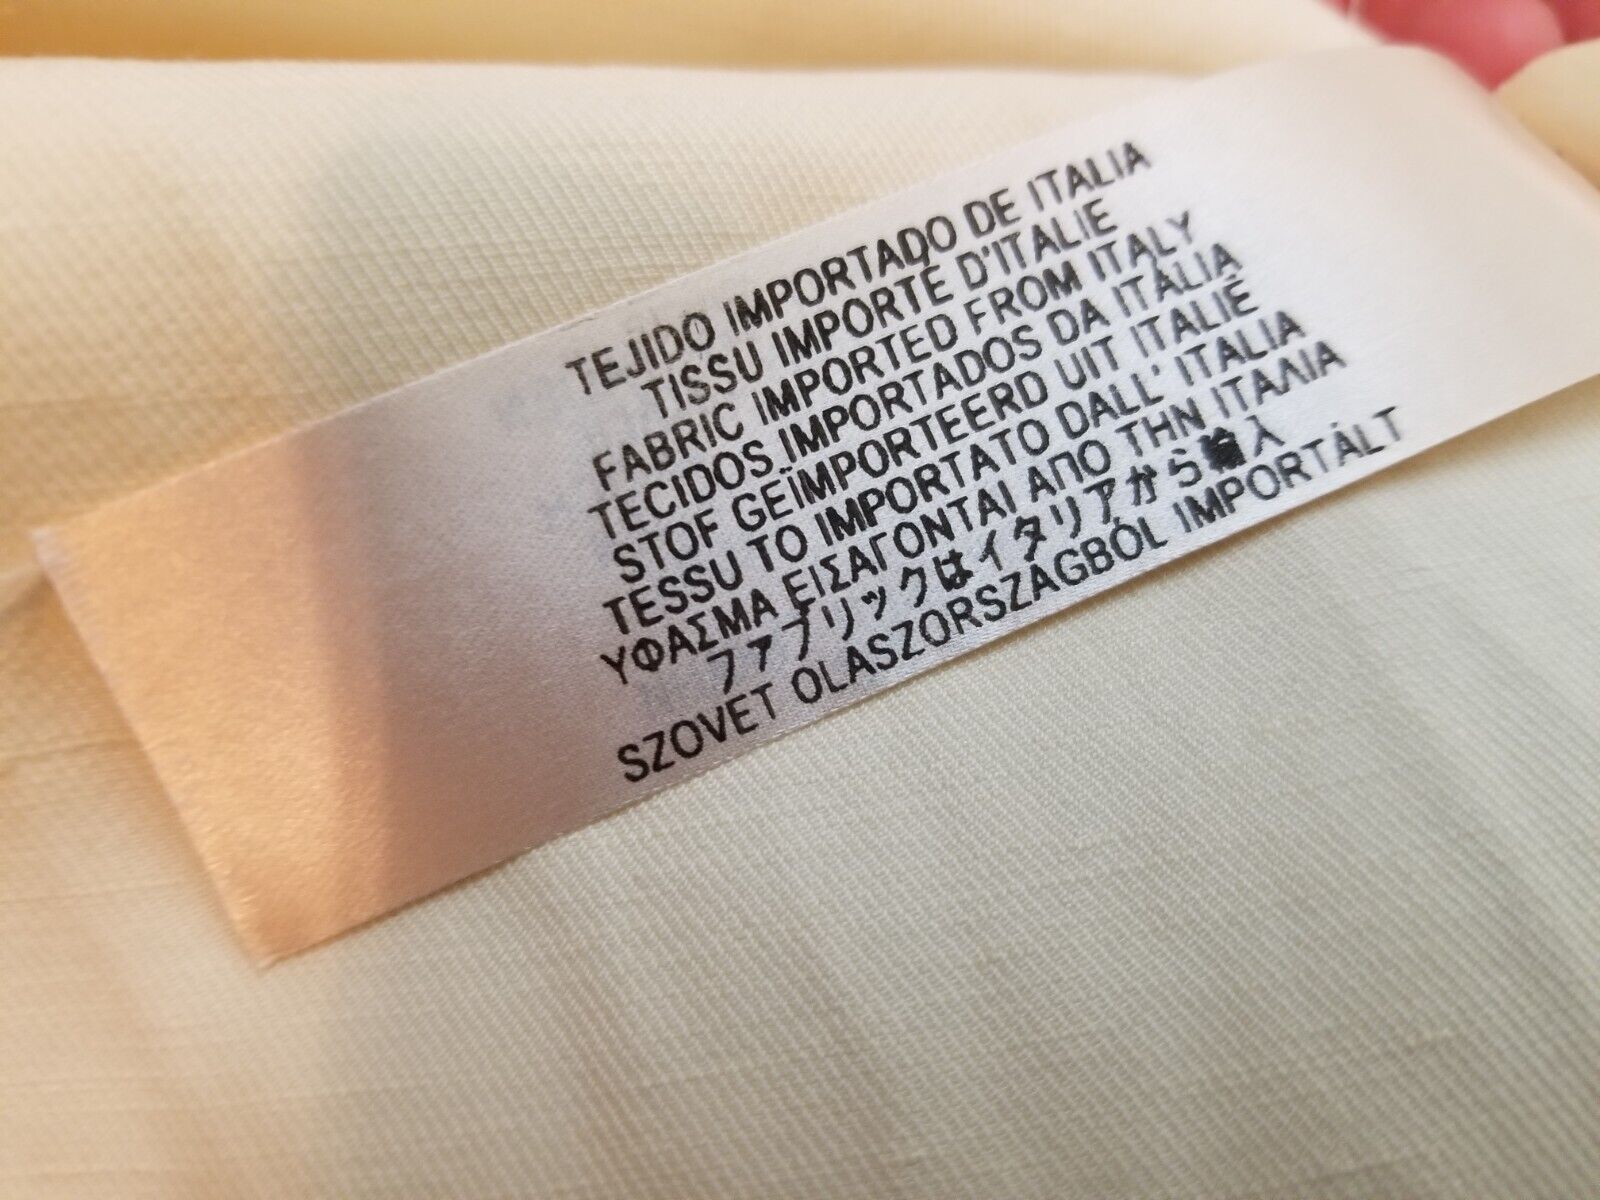 TEJIDO IMPORTADO DE ITALIA
TISSU IMPORTÉ D'ITALIE
FABRIC IMPORTED FROM ITALY
TECIDOS IMPORTADOS DA ITÁLIA
STOF GEÏMPORTEERD UIT ITALIË
TESSU TO IMPORTATO DALL' ITALIA
ΥΦΑΣΜΑ ΕΙΣΑΓΟΝΤΑΙ ΑΠΟ ΤΗΝ ΙΤΑΛΙΑ
ファブリックはイタリアから輸入
SZOVET OLASZORSZAGBÓL IMPORTÁLT